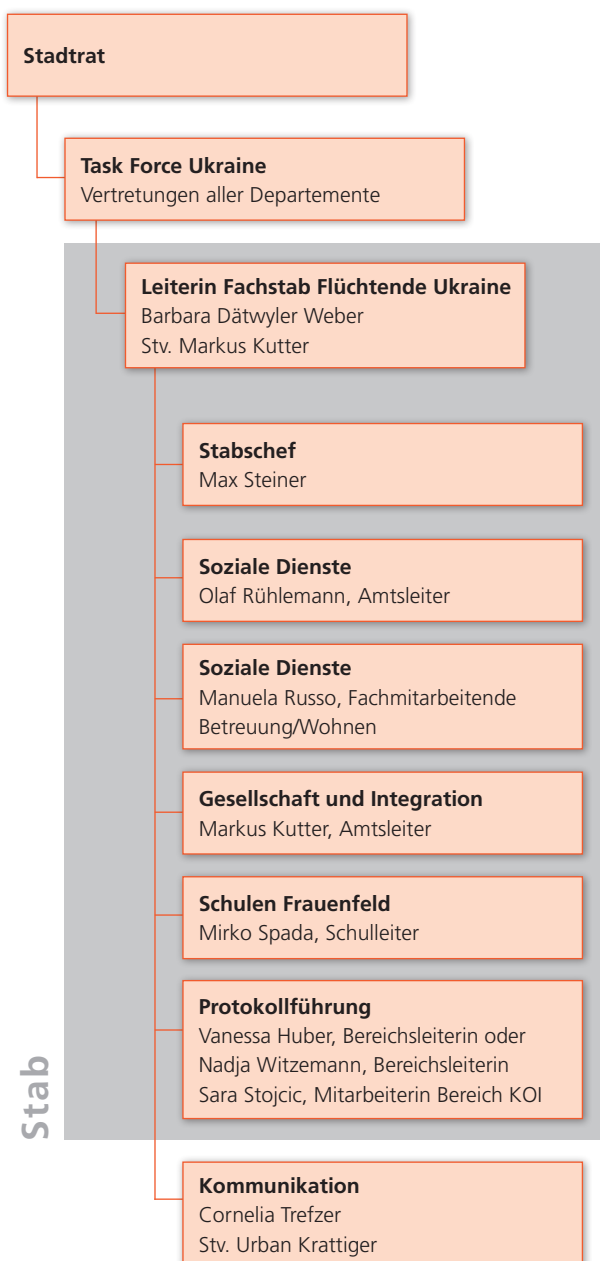 Stadtrat
Task Force Ukraine
Vertretungen aller Departemente
Leiterin Fachstab Flüchtende Ukraine
Barbara Dätwyler Weber
Stv. Markus Kutter
Stabschef
Max Steiner
Soziale Dienste
Olaf Rühlemann, Amtsleiter
Soziale Dienste
Manuela Russo, Fachmitarbeitende
Betreuung/Wohnen
Gesellschaft und Integration
Markus Kutter, Amtsleiter
Schulen Frauenfeld
Mirko Spada, Schulleiter
Protokollführung
Vanessa Huber, Bereichsleiterin oder
Nadja Witzemann, Bereichsleiterin
Sara Stojcic, Mitarbeiterin Bereich KOI
Stab
Kommunikation
Cornelia Trefzer
Stv. Urban Krattiger